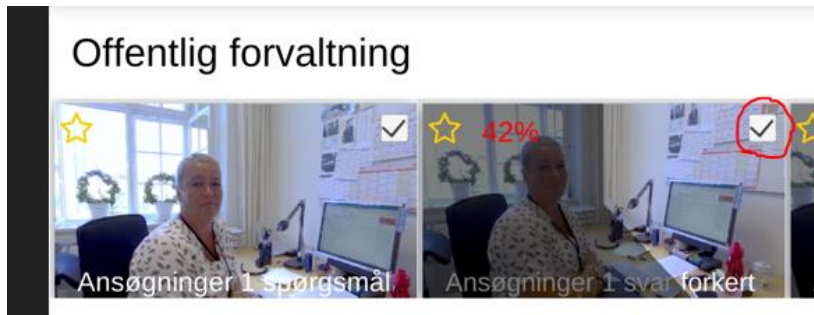 Offentlig forvaltning
42%
Ansøgninger 1 spørgsmål
Ansøgninger 1 svar forkert